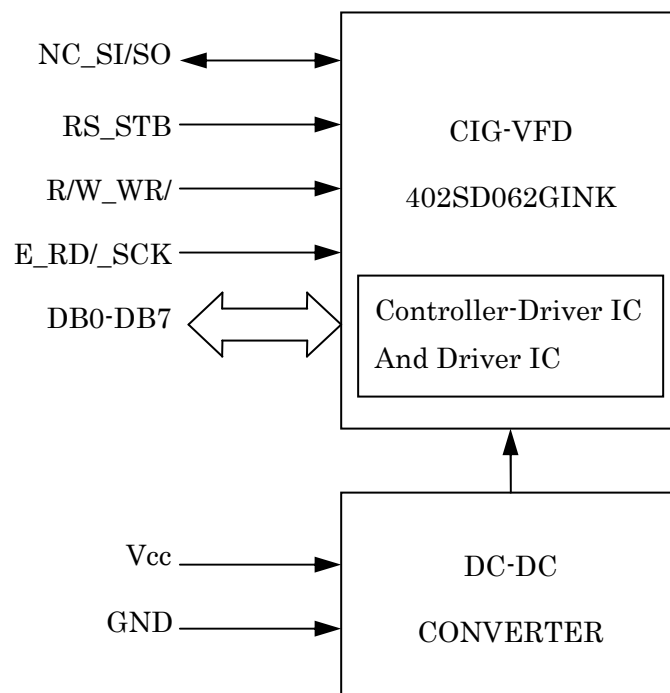 NC_SI/SO
RS_STB
R/W_WR/
E_RD/_SCK
DB0-DB7
CIG-VFD
402SD062GINK
Controller-Driver IC
And Driver IC
Vcc
GND
DC-DC
CONVERTER